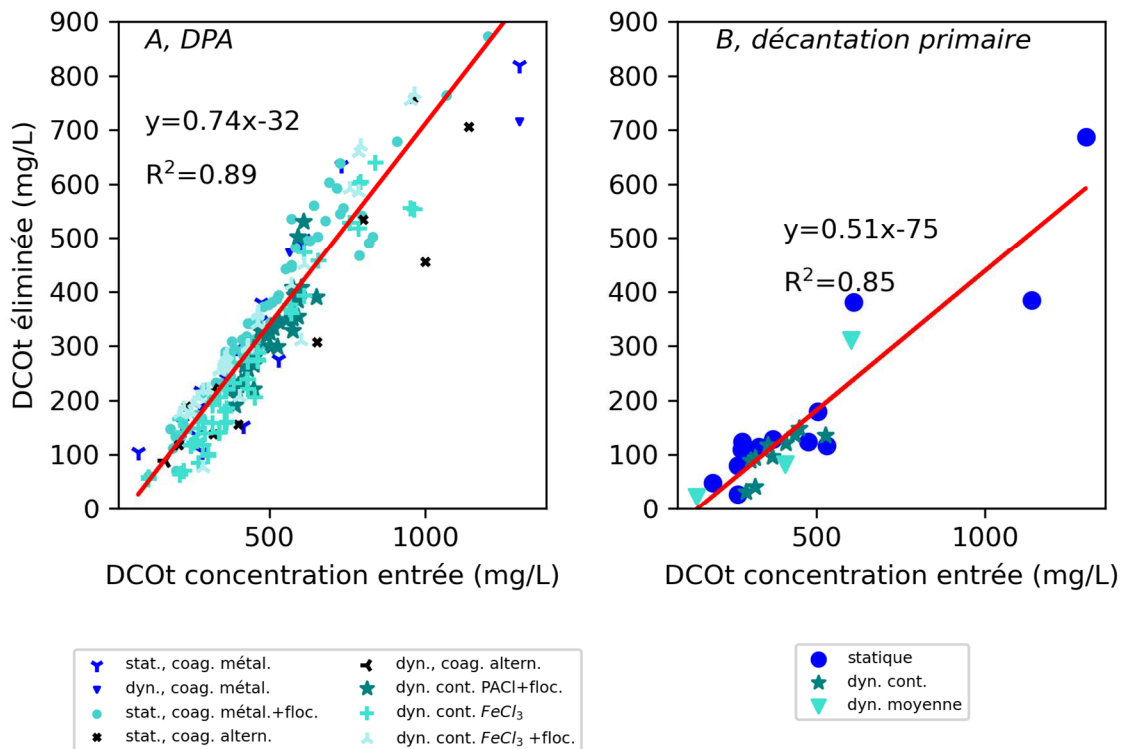 A, DPA
y=0.74x-32
R²=0.89
900
800
700
600
500
400
300
200
100
0
DCOt éliminée (mg/L)
500
1000
DCOt concentration entrée (mg/L)
B, décantation primaire
y=0.51x-75
R²=0.85
900
800
700
600
500
400
300
200
100
0
500
1000
DCOt concentration entrée (mg/L)
stat., coag. métal.
dyn., coag. métal.
stat., coag. métal.+floc.
stat., coag. altern.
dyn., coag. altern.
dyn. cont. PACl+floc.
dyn. cont. FeCl₃
dyn. cont. FeCl₃ +floc.
statique
dyn. cont.
dyn. moyenne